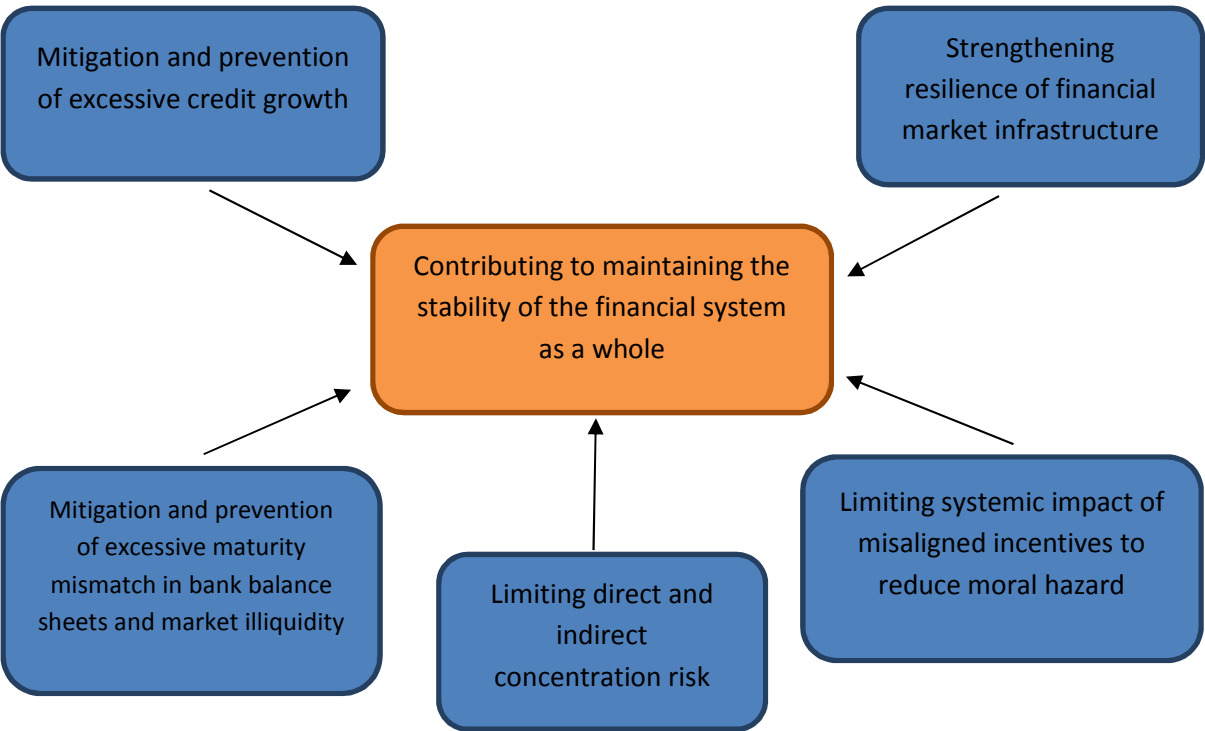 Mitigation and prevention
of excessive credit growth
Strengthening
resilience of financial
market infrastructure
Contributing to maintaining the
stability of the financial system
as a whole
Mitigation and prevention
of excessive maturity
mismatch in bank balance
sheets and market illiquidity
Limiting direct and
indirect
concentration risk
Limiting systemic impact of
misaligned incentives to
reduce moral hazard